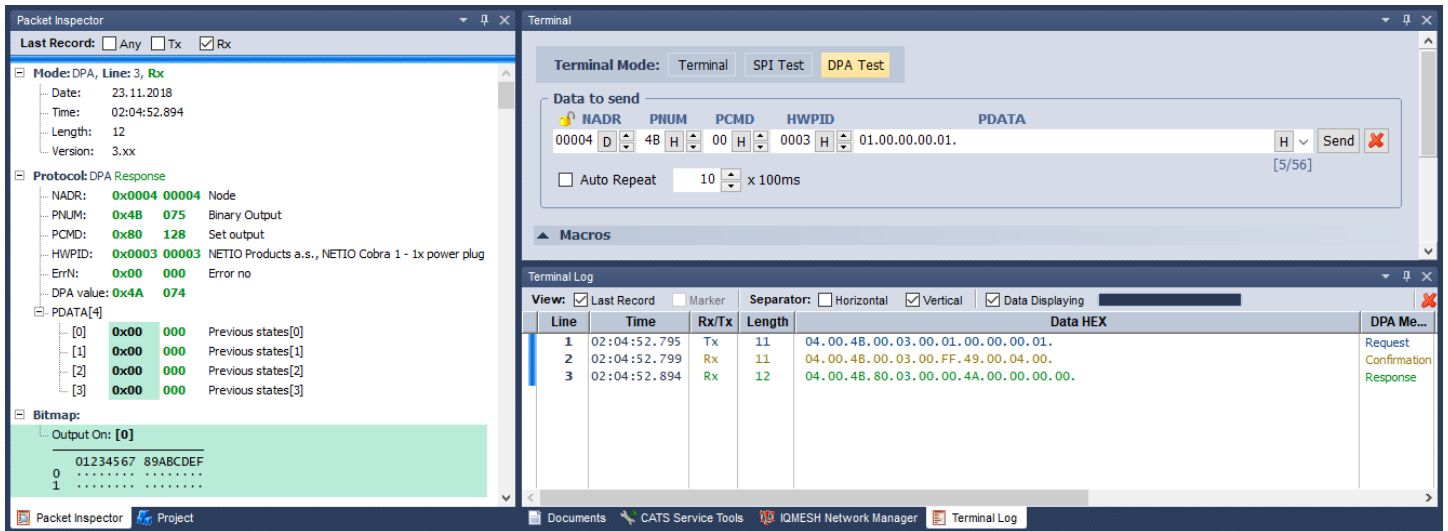 Packet Inspector
Last Record: Any Tx Rx
Mode: DPA, Line: 3, Rx
Date: 23.11.2018
Time: 02:04:52.894
Length: 12
Version: 3.xx
Protocol: DPA Response
NADR: 0x0004 00004 Node
PNUM: 0x4B 075 Binary Output
PCMD: 0x80 128 Set output
HWPID: 0x0003 00003 NETIO Products a.s., NETIO Cobra 1 - 1x power plug
ErrN: 0x00 000 Error no
DPA value: 0x4A 074
PDATA[4]
[0] 0x00 000 Previous states[0]
[1] 0x00 000 Previous states[1]
[2] 0x00 000 Previous states[2]
[3] 0x00 000 Previous states[3]
Bitmap:
Output On: [0]
01234567 89ABCDEF
0 ········ ········
1 ········ ········
Packet Inspector Project
Terminal
Terminal Mode: Terminal SPI Test DPA Test
Data to send
NADR PNUM PCMD HWPID PDATA
00004 D 4B H 00 H 0003 H 01.00.00.00.01. H Send
[5/56]
Auto Repeat 10 x 100ms
Macros
Terminal Log
View: Last Record Marker Separator: Horizontal Vertical Data Displaying
Line Time Rx/Tx Length Data HEX DPA Me...
1 02:04:52.795 Tx 11 04.00.4B.00.03.00.01.00.00.00.01. Request
2 02:04:52.799 Rx 11 04.00.4B.00.03.00.FF.49.00.04.00. Confirmation
3 02:04:52.894 Rx 12 04.00.4B.80.03.00.00.4A.00.00.00.00. Response
Documents CATS Service Tools IQMESH Network Manager Terminal Log